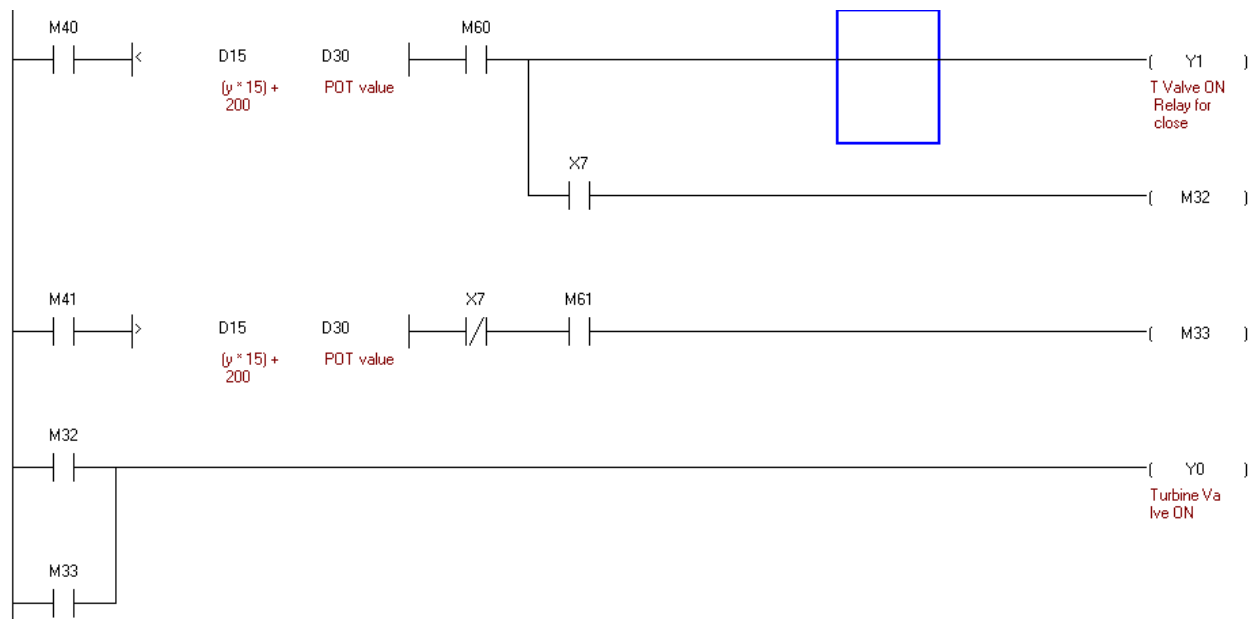 M40 M60
< D15 D30 ( Y1 )
(y * 15) + POT value T Valve ON
200 Relay for
close
X7
( M32 )
M41 X7 M61
> D15 D30 ( M33 )
(y * 15) + POT value
200
M32
( Y0 )
Turbine Va
lve ON
M33